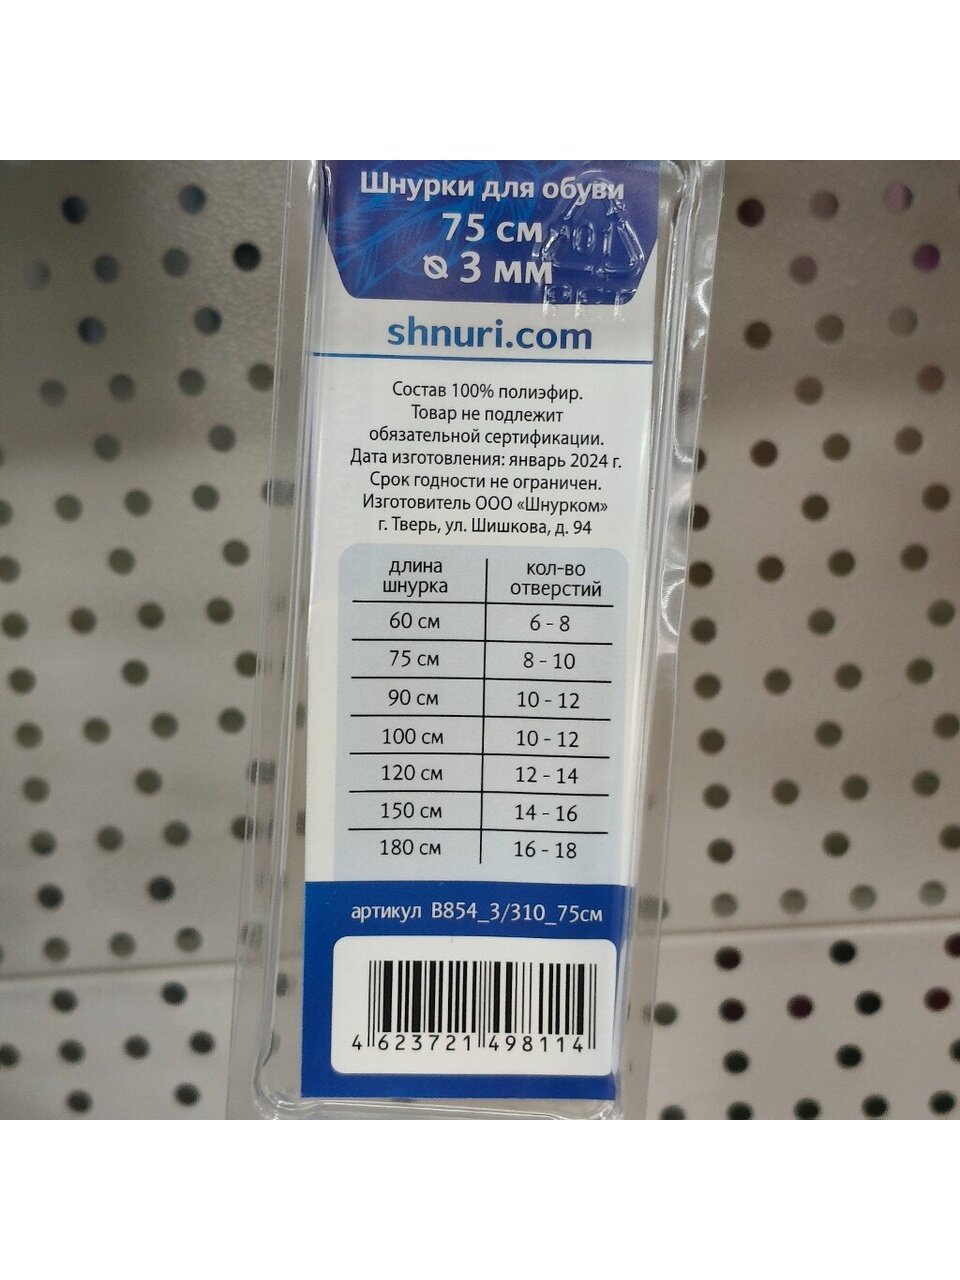 Шнурки для обуви
75 см
⌀ 3 мм
shnuri.com
Состав 100% полиэфир.
Товар не подлежит
обязательной сертификации.
Дата изготовления: январь 2024 г.
Срок годности не ограничен.
Изготовитель ООО «Шнурком»
г. Тверь, ул. Шишкова, д. 94
длина шнурка кол-во отверстий
60 см 6 - 8
75 см 8 - 10
90 см 10 - 12
100 см 10 - 12
120 см 12 - 14
150 см 14 - 16
180 см 16 - 18
артикул В854_3/310_75см
4 623721 498114